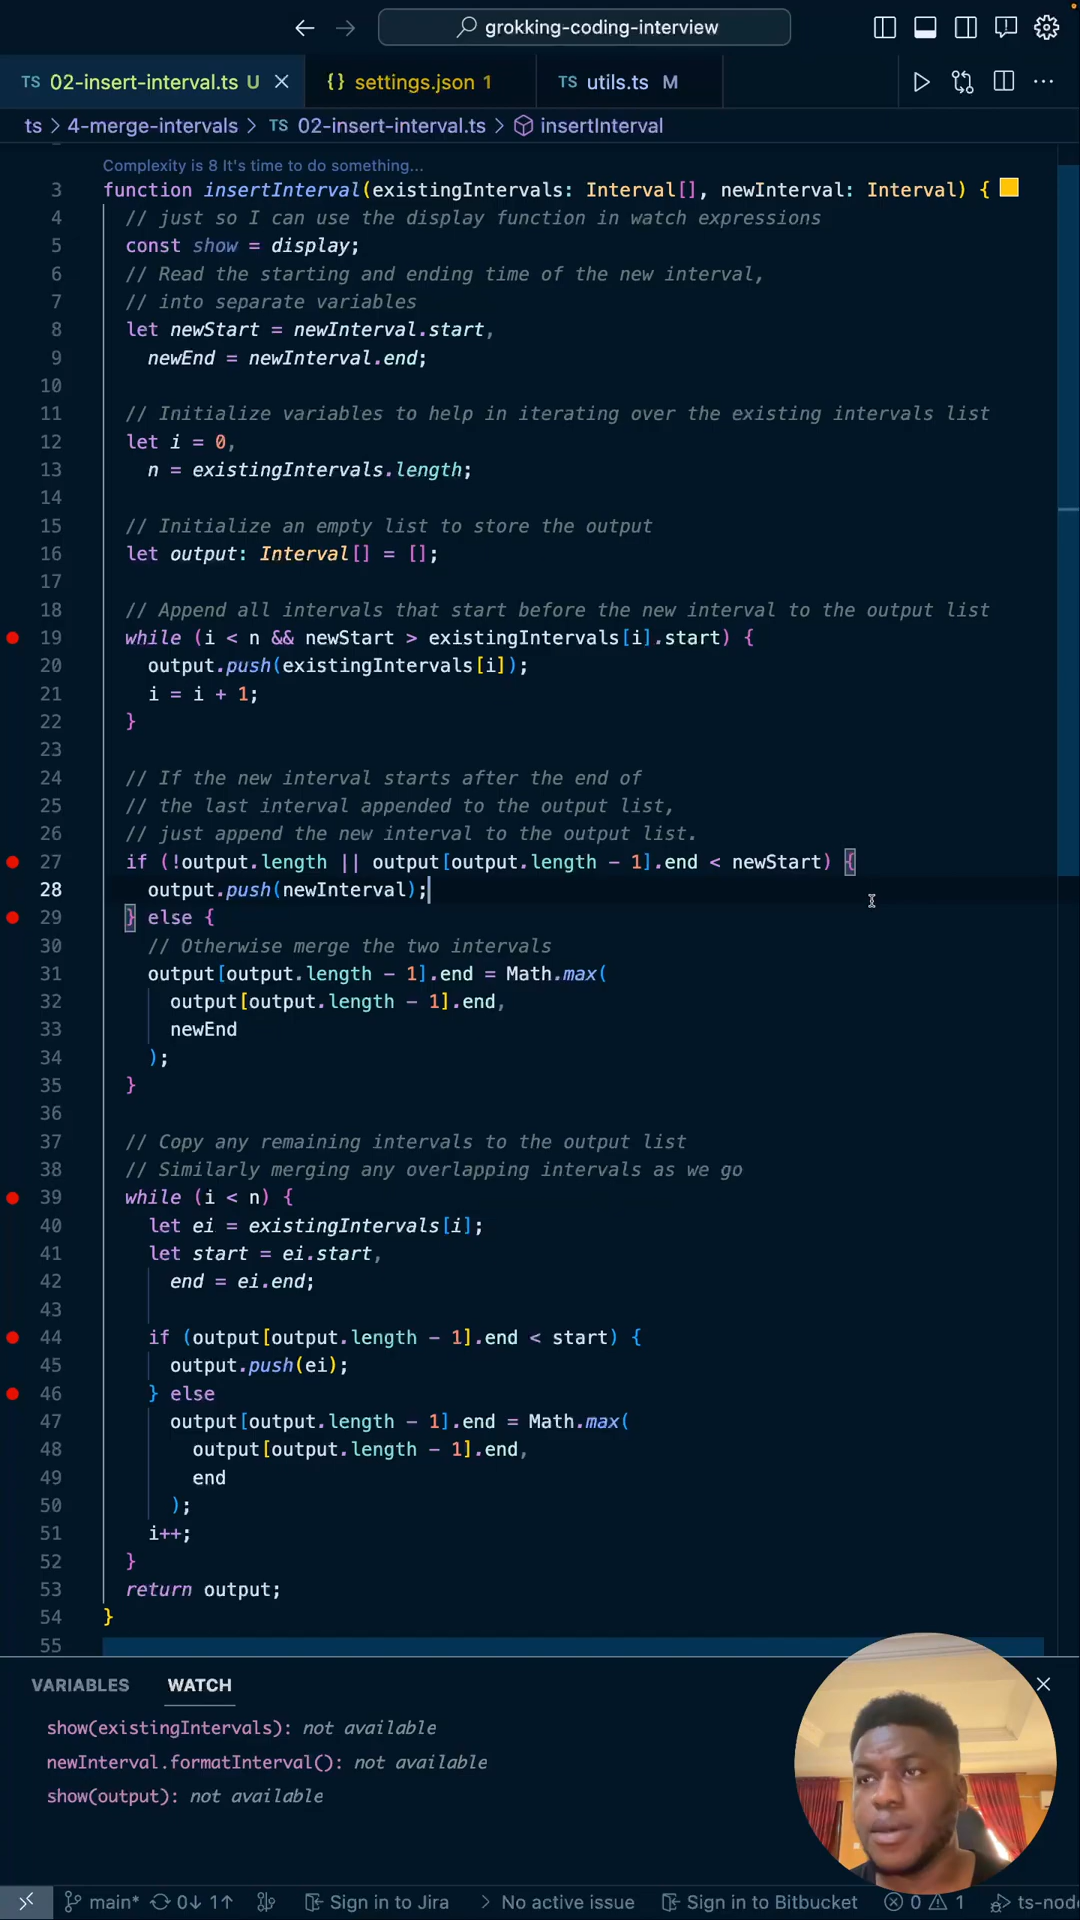 grokking-coding-interview
TS 02-insert-interval.ts U
{} settings.json 1
TS utils.ts M
ts > 4-merge-intervals > TS 02-insert-interval.ts > insertInterval
Complexity is 8 It's time to do something...
3 function insertInterval(existingIntervals: Interval[], newInterval: Interval) {
4 // just so I can use the display function in watch expressions
5 const show = display;
6 // Read the starting and ending time of the new interval,
7 // into separate variables
8 let newStart = newInterval.start,
9 newEnd = newInterval.end;
10
11 // Initialize variables to help in iterating over the existing intervals list
12 let i = 0,
13 n = existingIntervals.length;
14
15 // Initialize an empty list to store the output
16 let output: Interval[] = [];
17
18 // Append all intervals that start before the new interval to the output list
19 while (i < n && newStart > existingIntervals[i].start) {
20 output.push(existingIntervals[i]);
21 i = i + 1;
22 }
23
24 // If the new interval starts after the end of
25 // the last interval appended to the output list,
26 // just append the new interval to the output list.
27 if (!output.length || output[output.length - 1].end < newStart) {
28 output.push(newInterval);
29 } else {
30 // Otherwise merge the two intervals
31 output[output.length - 1].end = Math.max(
32 output[output.length - 1].end,
33 newEnd
34 );
35 }
36
37 // Copy any remaining intervals to the output list
38 // Similarly merging any overlapping intervals as we go
39 while (i < n) {
40 let ei = existingIntervals[i];
41 let start = ei.start,
42 end = ei.end;
43
44 if (output[output.length - 1].end < start) {
45 output.push(ei);
46 } else
47 output[output.length - 1].end = Math.max(
48 output[output.length - 1].end,
49 end
50 );
51 i++;
52 }
53 return output;
54 }
55
VARIABLES WATCH
show(existingIntervals): not available
newInterval.formatInterval(): not available
show(output): not available
main* 0↓ 1↑ Sign in to Jira No active issue Sign in to Bitbucket 0 1 ts-nod